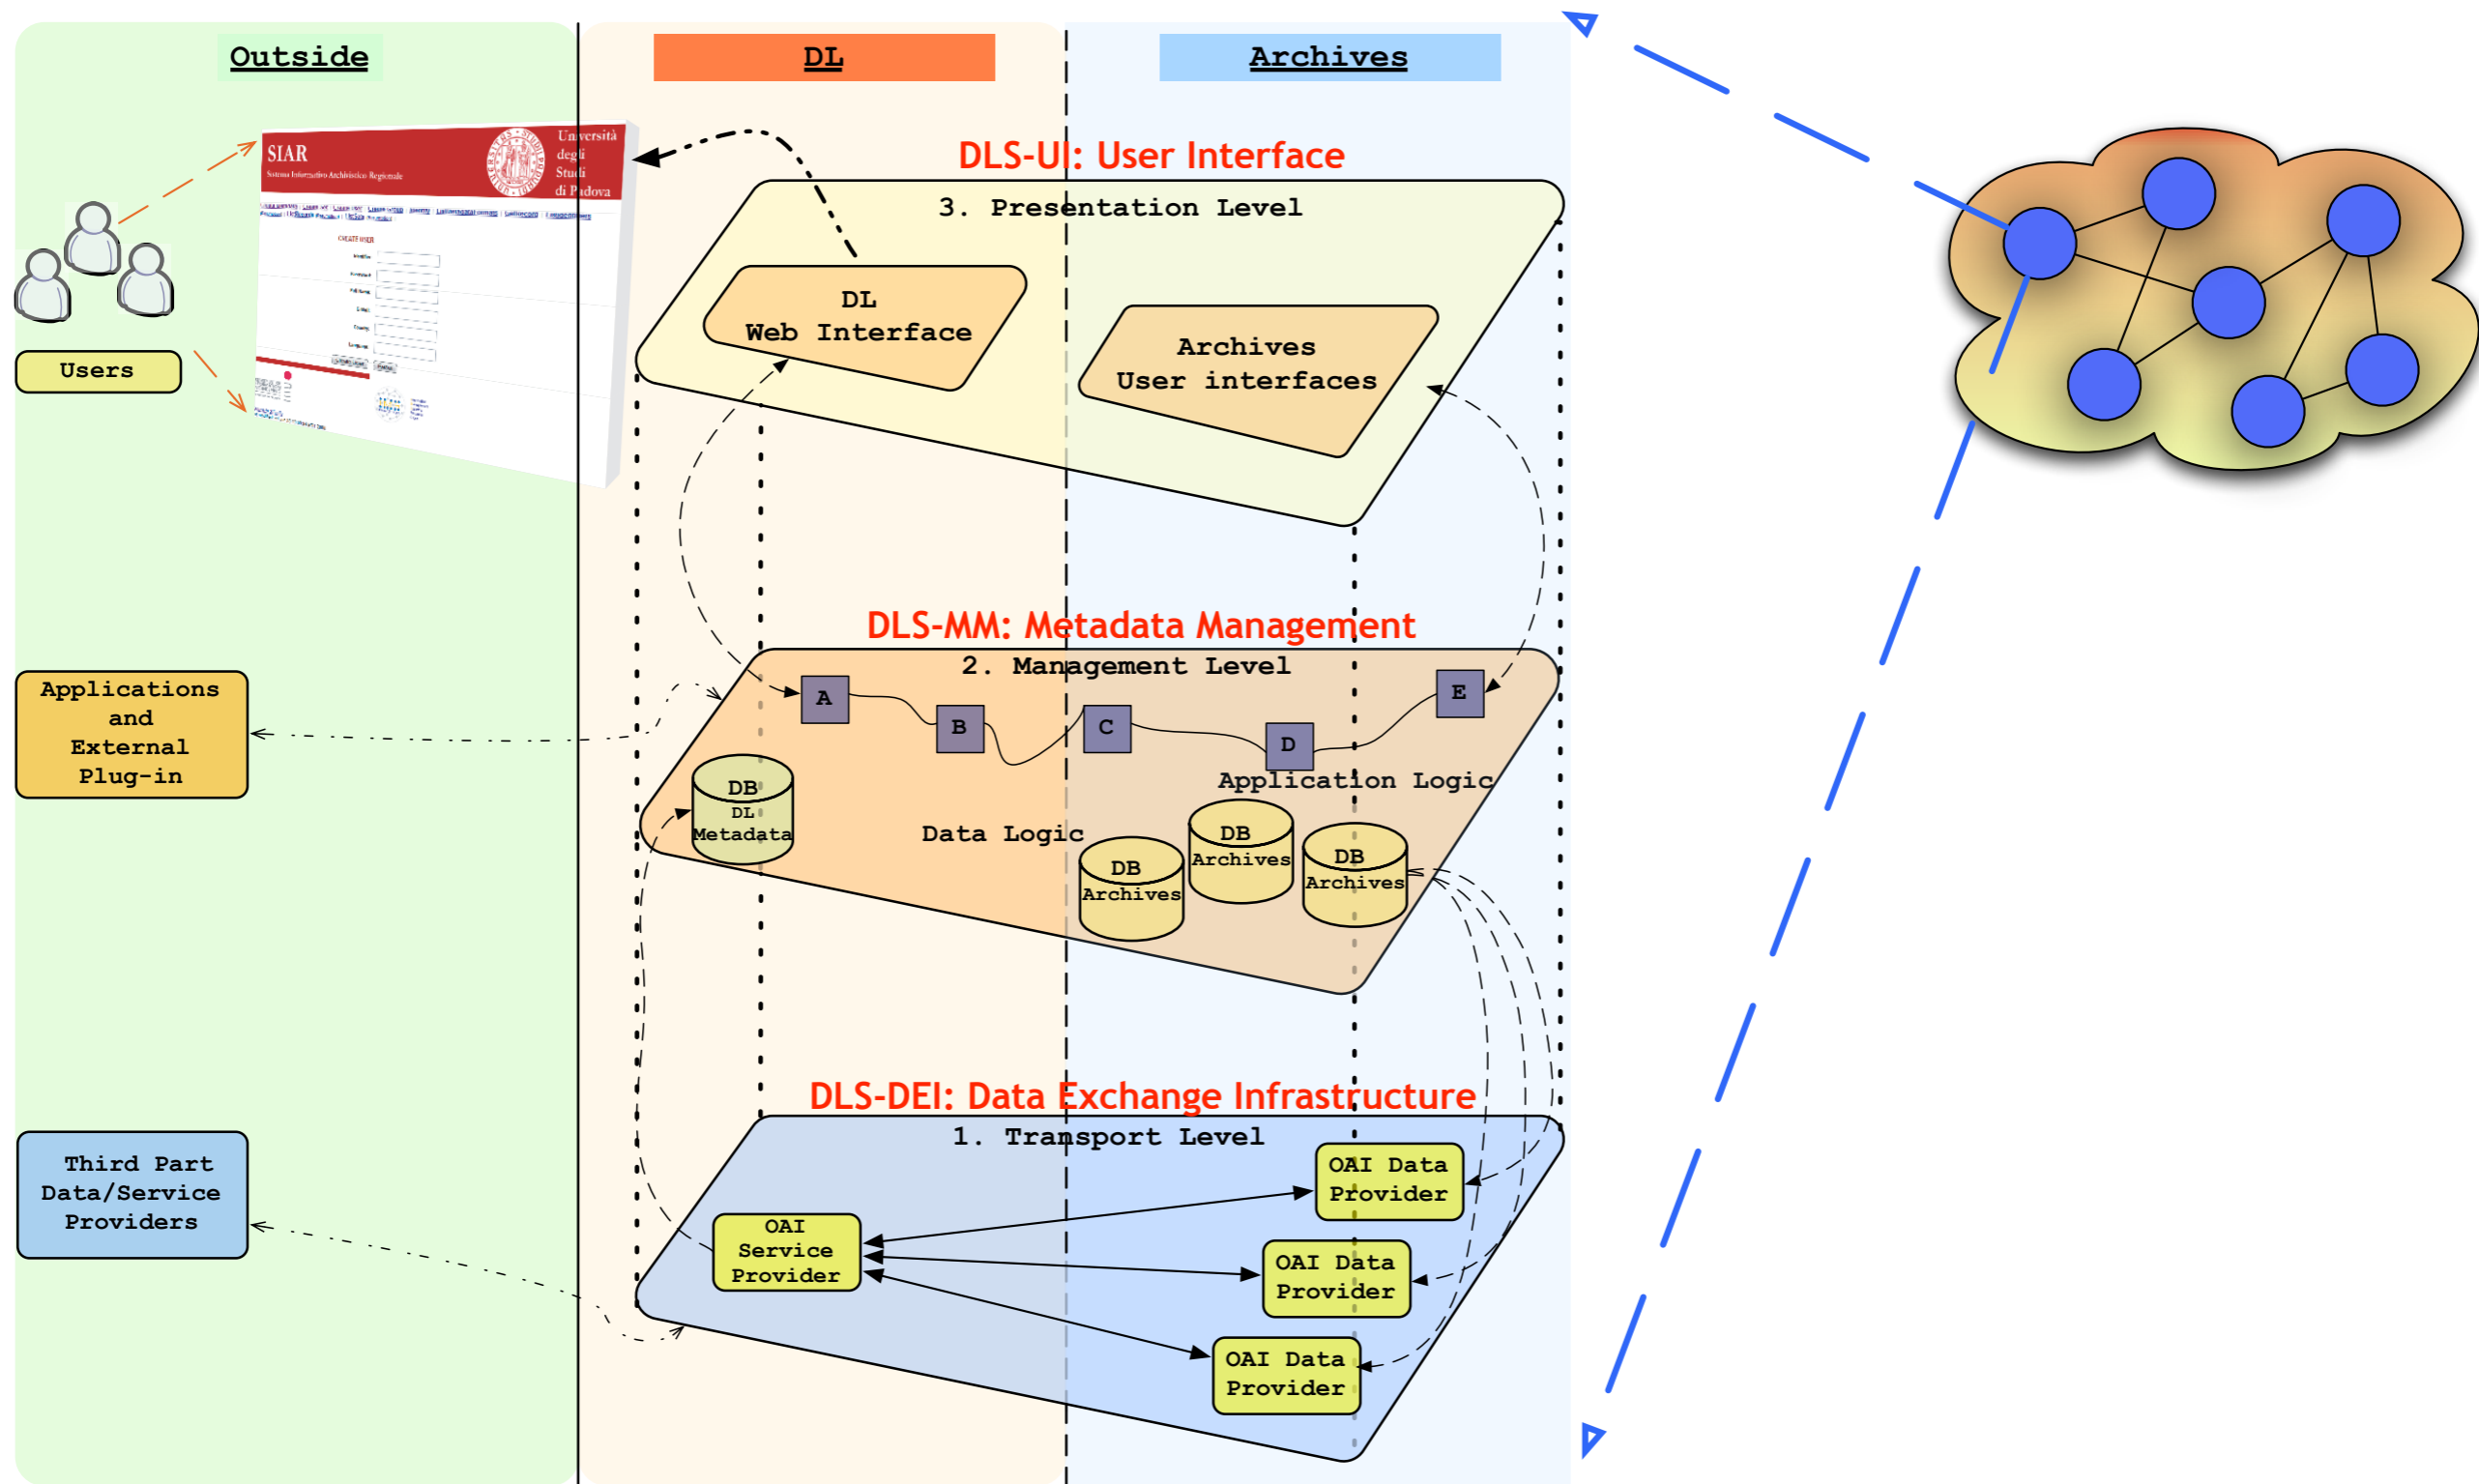 Outside
DL
Archives
SIAR
Sistema Informativo Archivistico Regionale
Università
degli
Studi
di Padova
CREATE USER
Users
DLS-UI: User Interface
3. Presentation Level
DL
Web Interface
Archives
User interfaces
DLS-MM: Metadata Management
2. Management Level
A
B
C
D
E
Application Logic
Data Logic
DB
DL
Metadata
DB
Archives
DB
Archives
DB
Archives
Applications
and
External
Plug-in
DLS-DEI: Data Exchange Infrastructure
1. Transport Level
Third Part
Data/Service
Providers
OAI
Service
Provider
OAI Data
Provider
OAI Data
Provider
OAI Data
Provider